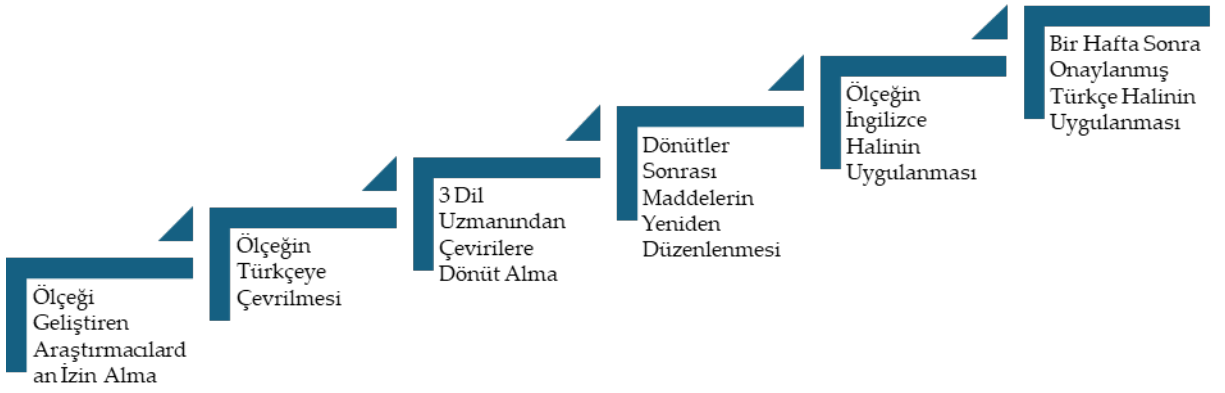 Ölçeği
Geliştiren
Araştırmacılard
an İzin Alma
Ölçeğin
Türkçeye
Çevrilmesi
3 Dil
Uzmanından
Çevirilere
Dönüt Alma
Dönütler
Sonrası
Maddelerin
Yeniden
Düzenlenmesi
Ölçeğin
İngilizce
Halinin
Uygulanması
Bir Hafta Sonra
Onaylanmış
Türkçe Halinin
Uygulanması